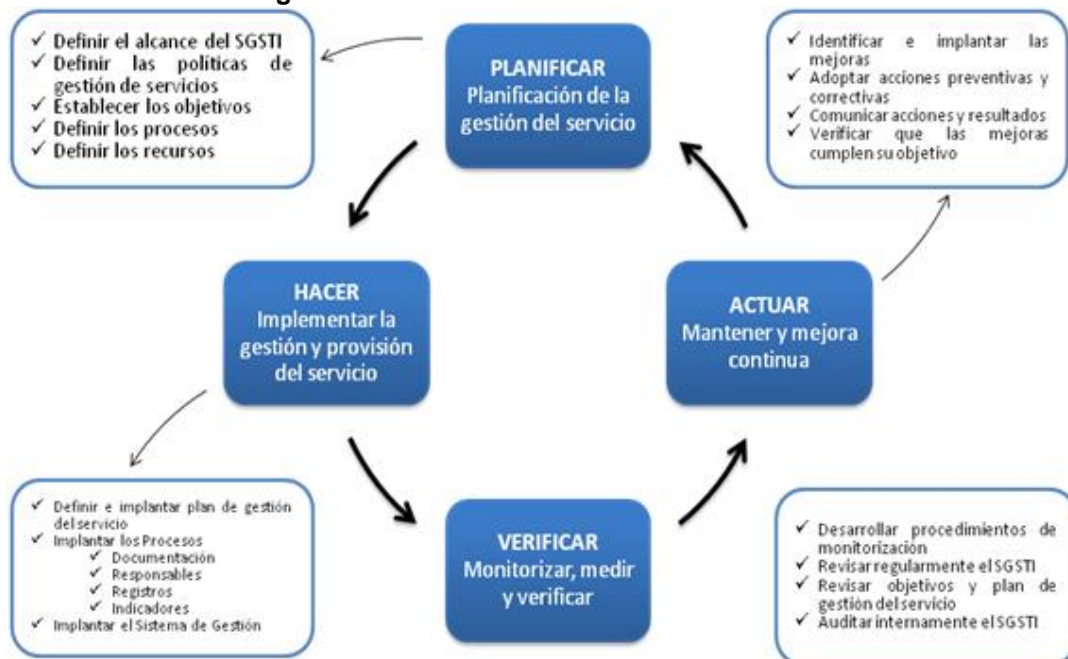 ✓ Definir el alcance del SGSTI
✓ Definir las políticas de
gestión de servicios
✓ Establecer los objetivos
✓ Definir los procesos
✓ Definir los recursos
PLANIFICAR
Planificación de la
gestión del servicio
✓ Identificar e implantar las
mejoras
✓ Adoptar acciones preventivas y
correctivas
✓ Comunicar acciones y resultados
✓ Verificar que las mejoras
cumplen su objetivo
HACER
Implementar la
gestión y provisión
del servicio
ACTUAR
Mantener y mejora
continua
✓ Definir e implantar plan de gestión
del servicio
✓ Implantar los Procesos
✓ Documentación
✓ Responsables
✓ Registros
✓ Indicadores
✓ Implantar el Sistema de Gestión
VERIFICAR
Monitorizar, medir
y verificar
✓ Desarrollar procedimientos de
monitorización
✓ Revisar regularmente el SGSTI
✓ Revisar objetivos y plan de
gestión del servicio
✓ Auditar internamente el SGSTI